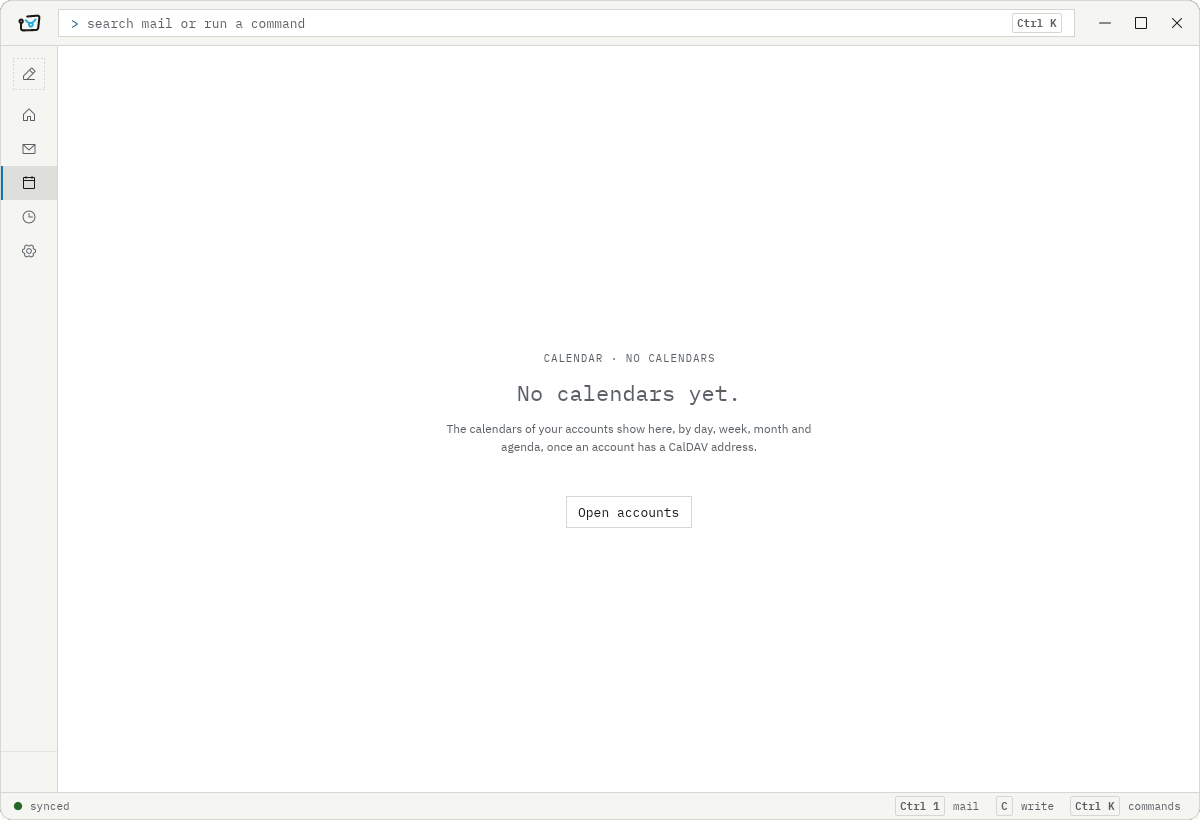 > search mail or run a command Ctrl K
CALENDAR · NO CALENDARS
No calendars yet.
The calendars of your accounts show here, by day, week, month and
agenda, once an account has a CalDAV address.
Open accounts
synced Ctrl 1 mail C write Ctrl K commands